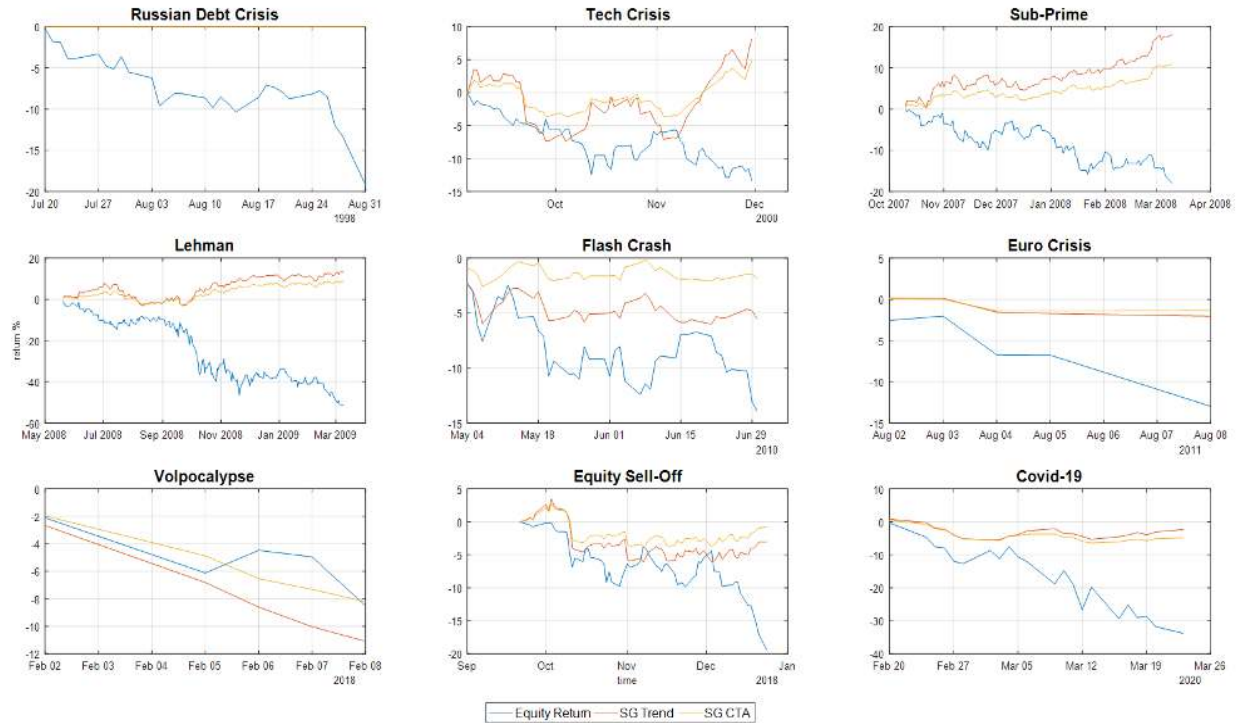 Russian Debt Crisis
0
-5
-10
-15
-20
Jul 20 Jul 27 Aug 03 Aug 10 Aug 17 Aug 24 Aug 31
1998
Tech Crisis
10
5
0
-5
-10
-15
Oct Nov Dec
2000
Sub-Prime
20
10
0
-10
-20
Oct 2007 Nov 2007 Dec 2007 Jan 2008 Feb 2008 Mar 2008 Apr 2008
Lehman
return %
20
0
-20
-40
-60
May 2008 Jul 2008 Sep 2008 Nov 2008 Jan 2009 Mar 2009
Flash Crash
0
-5
-10
-15
May 04 May 18 Jun 01 Jun 15 Jun 29
2010
Euro Crisis
5
0
-5
-10
-15
Aug 02 Aug 03 Aug 04 Aug 05 Aug 06 Aug 07 Aug 08
2011
Volpocalypse
0
-2
-4
-6
-8
-10
-12
Feb 02 Feb 03 Feb 04 Feb 05 Feb 06 Feb 07 Feb 08
2018
Equity Sell-Off
5
0
-5
-10
-15
-20
Sep Oct Nov Dec Jan
time
2018
Covid-19
10
0
-10
-20
-30
-40
Feb 20 Feb 27 Mar 05 Mar 12 Mar 19 Mar 26
2020
Equity Return SG Trend SG CTA